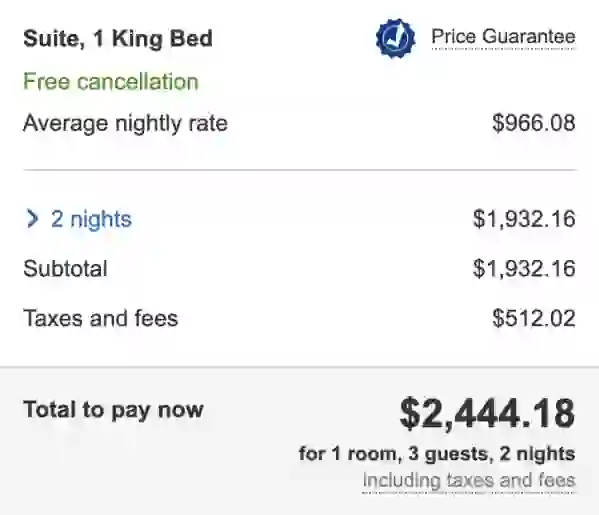 Suite, 1 King Bed Price Guarantee
Free cancellation
Average nightly rate $966.08
2 nights $1,932.16
Subtotal $1,932.16
Taxes and fees $512.02
Total to pay now $2,444.18
for 1 room, 3 guests, 2 nights
including taxes and fees